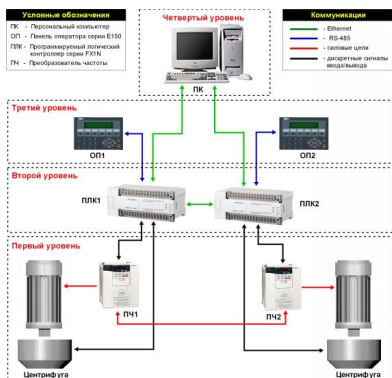 Условные обозначения
ПК - Персональный компьютер
ОП - Панель оператора серии E150
ПЛК - Программируемый логический
контроллер серии FX1N
ПЧ - Преобразователь частоты
Четвертый уровень
ПК
Коммуникации
- Ethernet
- RS-485
- силовые цепи
- дискретные сигналы
ввода/вывода
Третий уровень
ОП1
ОП2
Второй уровень
ПЛК1
ПЛК2
Первый уровень
ПЧ1
ПЧ2
Центрифуга
Центрифуга